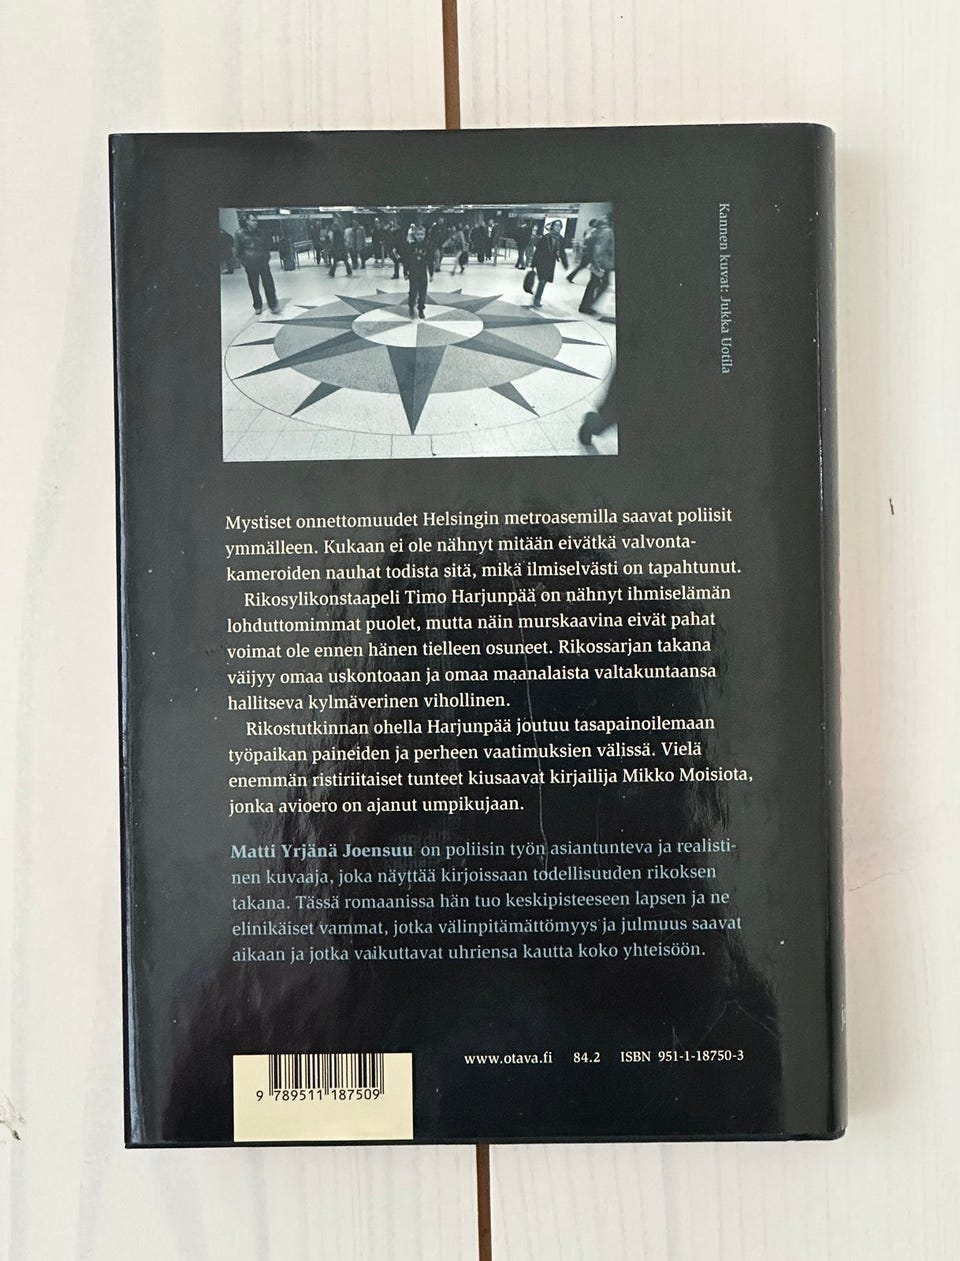 Kannen kuvat: Jukka Uotila
Mystiset onnettomuudet Helsingin metroasemilla saavat poliisit
ymmälleen. Kukaan ei ole nähnyt mitään eivätkä valvonta-
kameroiden nauhat todista sitä, mikä ilmiselvästi on tapahtunut.
Rikosylikonstaapeli Timo Harjunpää on nähnyt ihmiselämän
lohduttomimmat puolet, mutta näin murskaavina eivät pahat
voimat ole ennen hänen tielleen osuneet. Rikossarjan takana
väijyy omaa uskontoaan ja omaa maanalaista valtakuntaansa
hallitseva kylmäverinen vihollinen.
Rikostutkinnan ohella Harjunpää joutuu tasapainoilemaan
työpaikan paineiden ja perheen vaatimuksien välissä. Vielä
enemmän ristiriitaiset tunteet kiusaavat kirjailija Mikko Moisiota,
jonka avioero on ajanut umpikujaan.
Matti Yrjänä Joensuu on poliisin työn asiantunteva ja realisti-
nen kuvaaja, joka näyttää kirjoissaan todellisuuden rikoksen
takana. Tässä romaanissa hän tuo keskipisteeseen lapsen ja ne
elinikäiset vammat, jotka välinpitämättömyys ja julmuus saavat
aikaan ja jotka vaikuttavat uhriensa kautta koko yhteisöön.
www.otava.fi 84.2 ISBN 951-1-18750-3
9 789511 187509